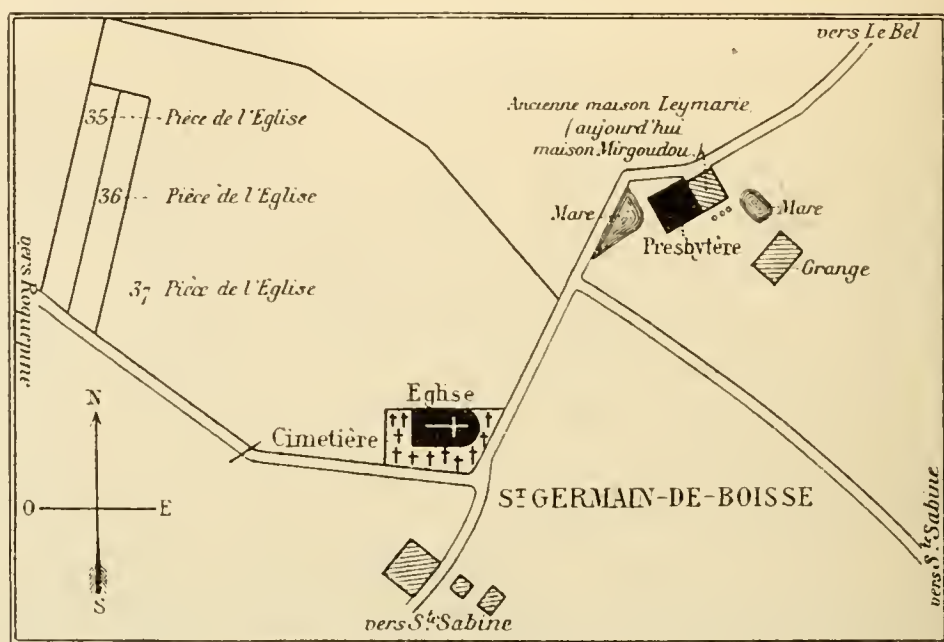 vers Le Bel
Ancienne maison Leymarie
(aujourd'hui
maison Mirgoudou)
35 Pièce de l'Eglise
36 Pièce de l'Eglise
37 Pièce de l'Eglise
Mare
Mare
Presbytère
Grange
vers Roquepine
Eglise
Cimetière
N
O
E
S
ST GERMAIN-DE-BOISSE
vers Ste Sabine
vers Ste Sabine